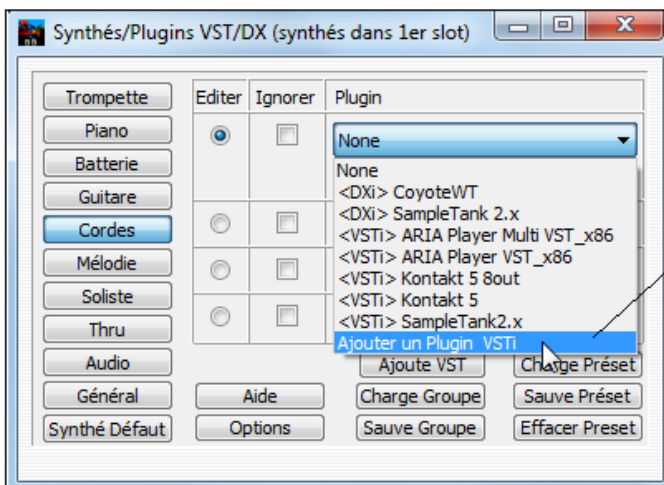 Synthés/Plugins VST/DX (synthés dans 1er slot)
Trompette
Piano
Batterie
Guitare
Cordes
Mélodie
Soliste
Thru
Audio
Général
Synthé Défaut
Editer Ignorer Plugin
None
None
<DXi> CoyoteWT
<DXi> SampleTank 2.x
<VSTi> ARIA Player Multi VST_x86
<VSTi> ARIA Player VST_x86
<VSTi> Kontakt 5 8out
<VSTi> Kontakt 5
<VSTi> SampleTank2.x
Ajouter un Plugin VSTi
Ajoute VST Charge Préset
Aide Charge Groupe Sauve Préset
Options Sauve Groupe Effacer Preset